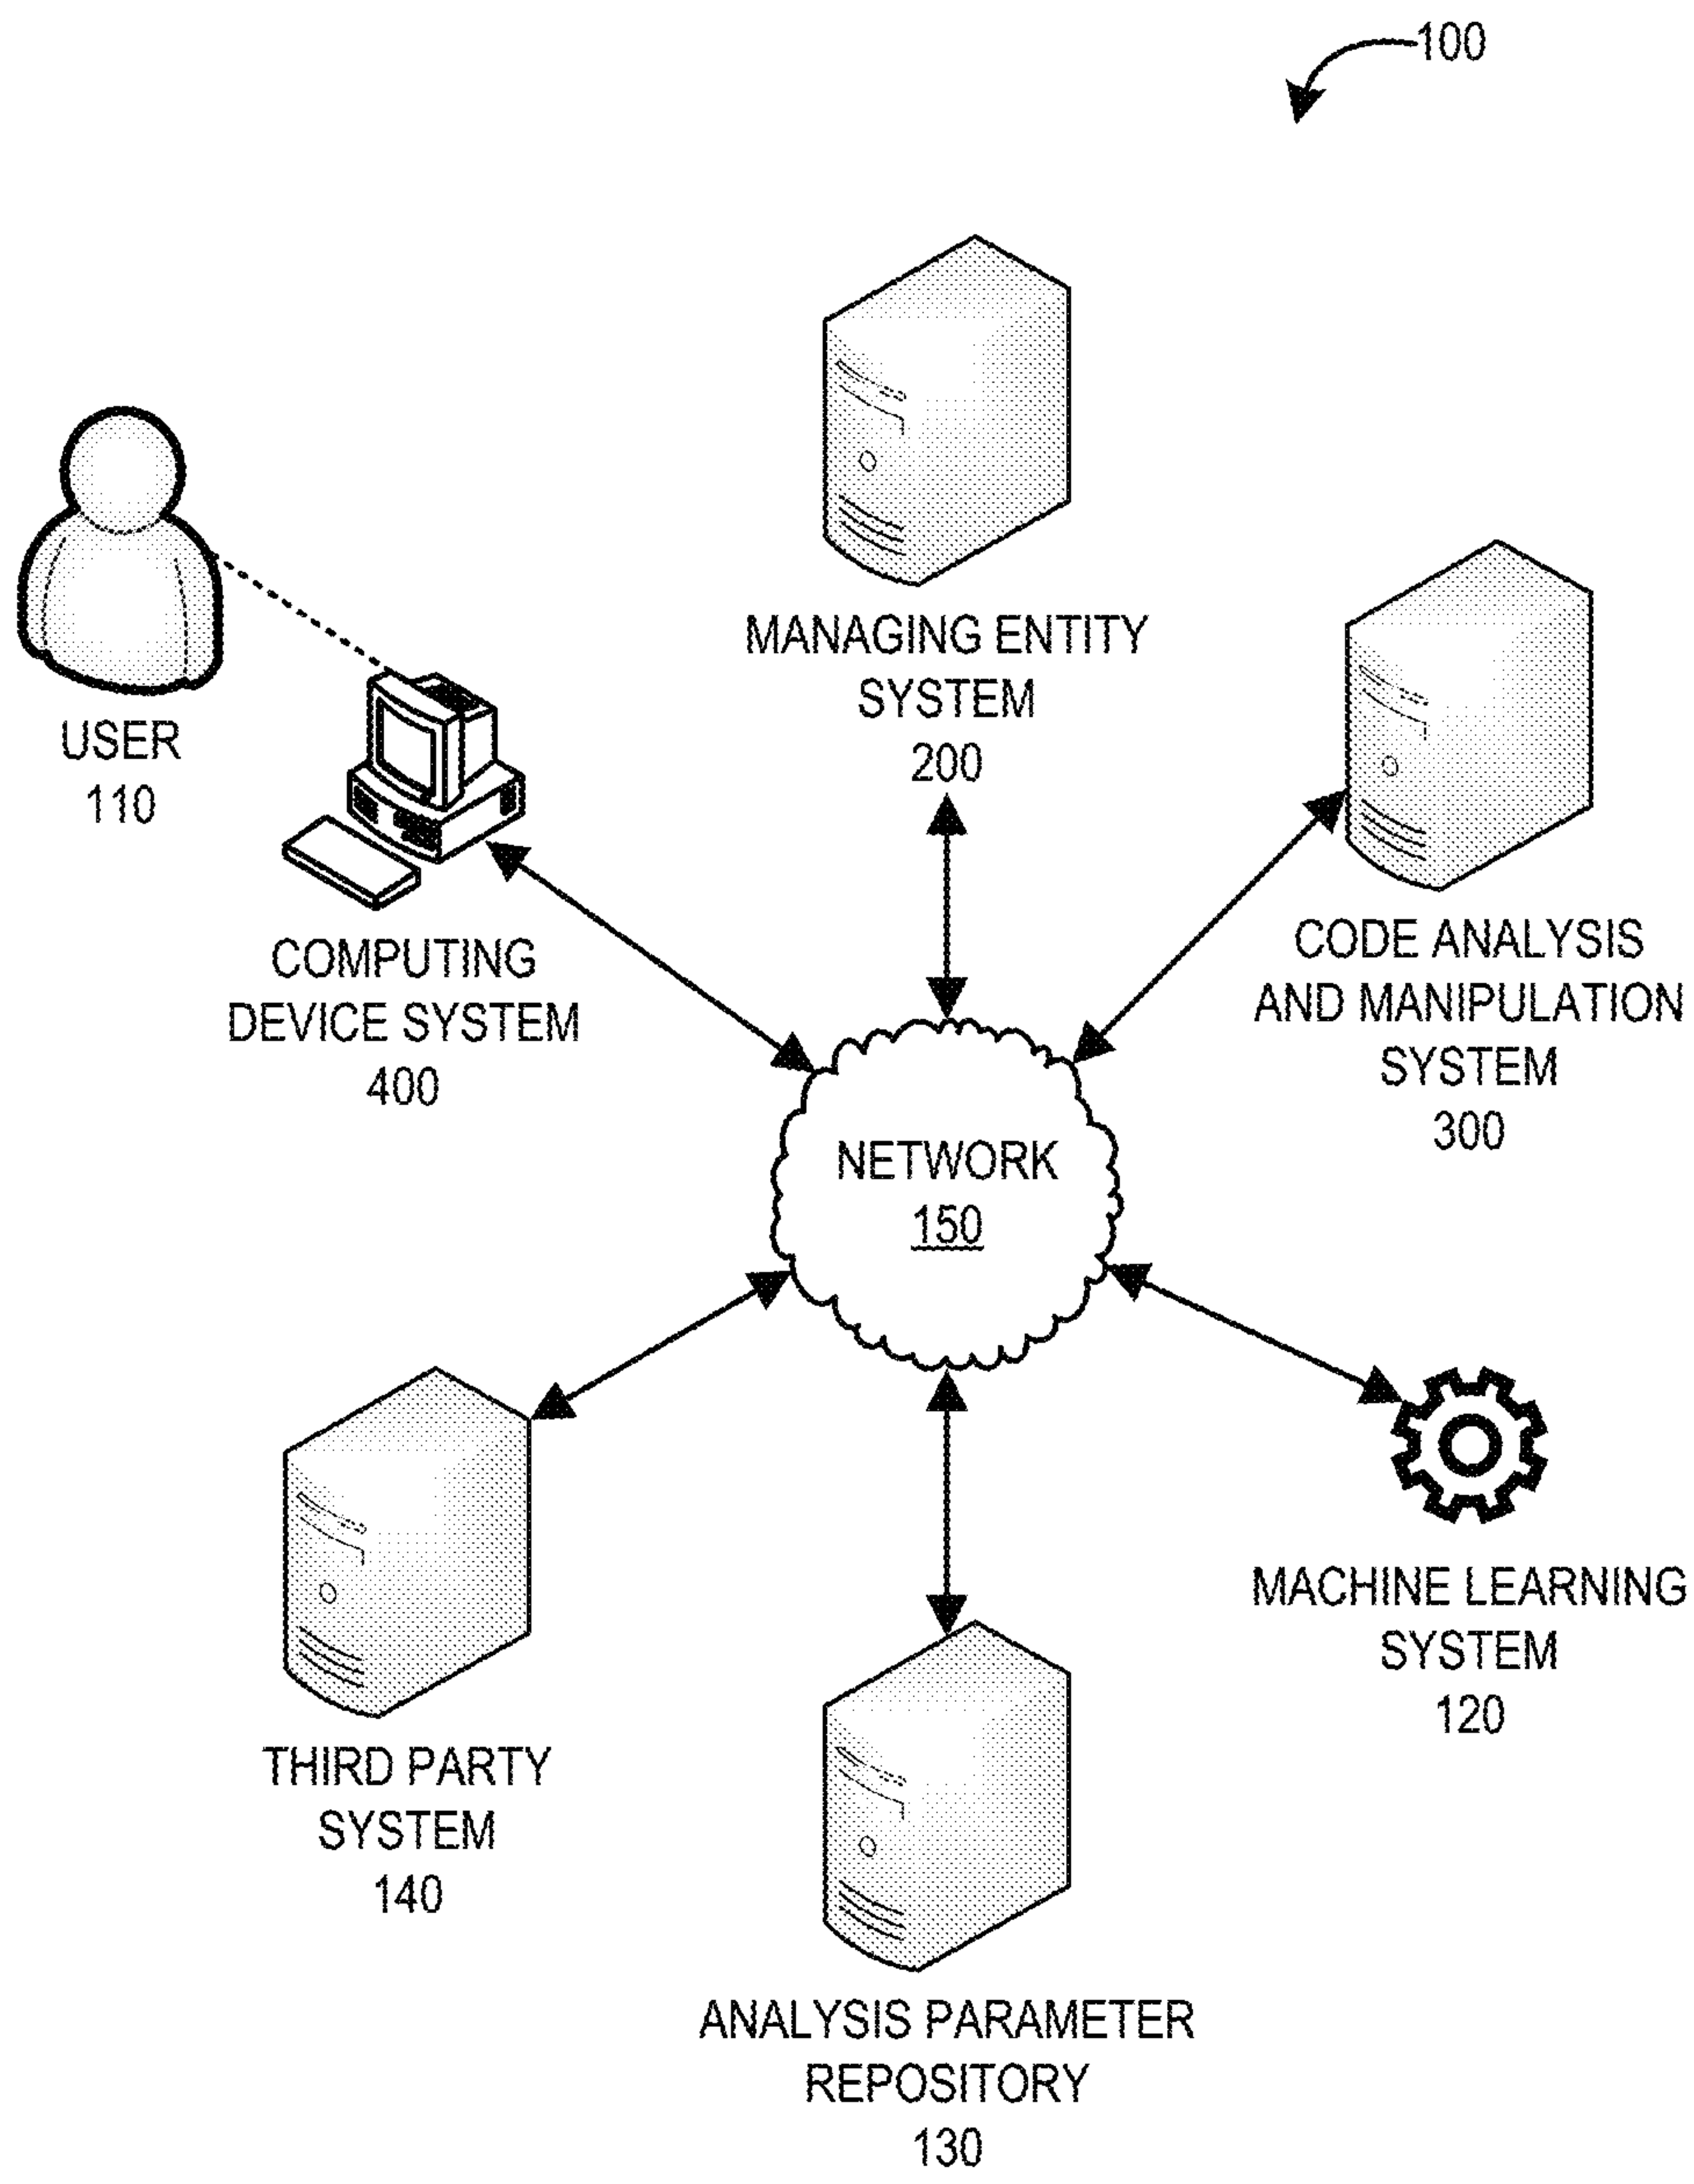 100
MANAGING ENTITY
SYSTEM
200
USER
110
COMPUTING
DEVICE SYSTEM
400
CODE ANALYSIS
AND MANIPULATION
SYSTEM
300
NETWORK
150
THIRD PARTY
SYSTEM
140
MACHINE LEARNING
SYSTEM
120
ANALYSIS PARAMETER
REPOSITORY
130